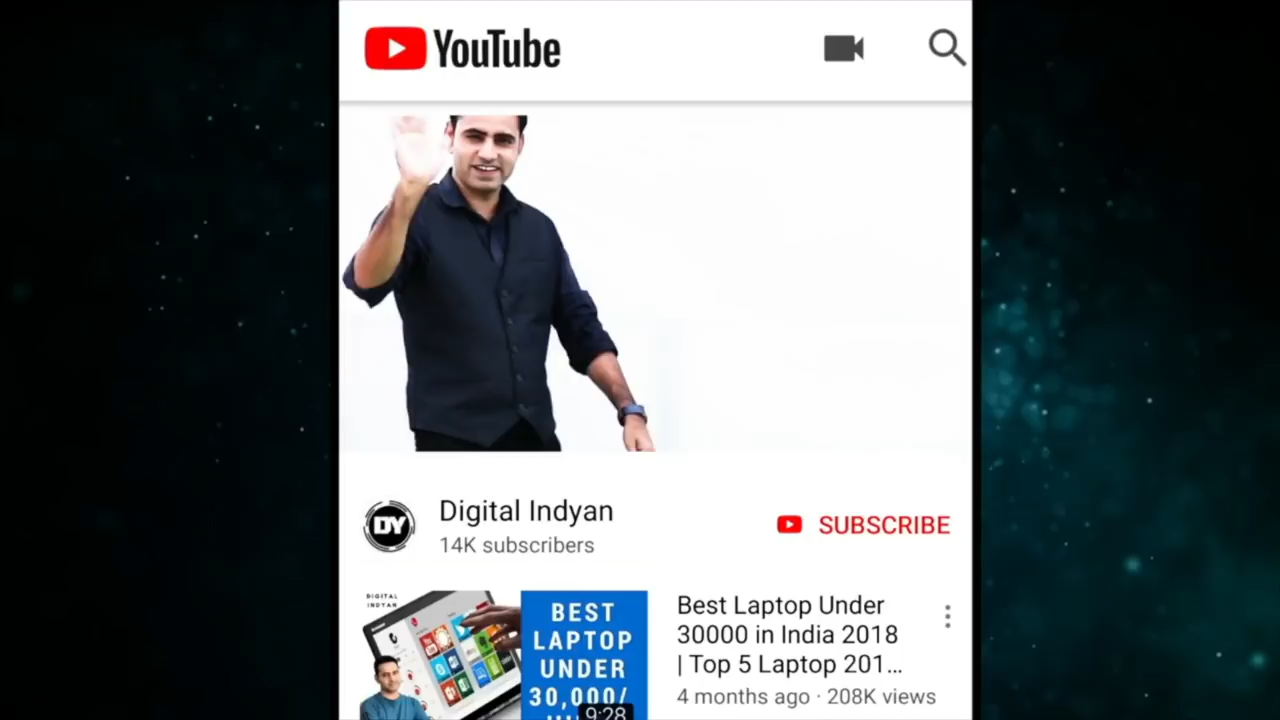 YouTube
Digital Indyan
14K subscribers
SUBSCRIBE
DY
DIGITAL
INDYAN
BEST
LAPTOP
UNDER
30,000/
9:28
Best Laptop Under
30000 in India 2018
| Top 5 Laptop 201...
4 months ago · 208K views